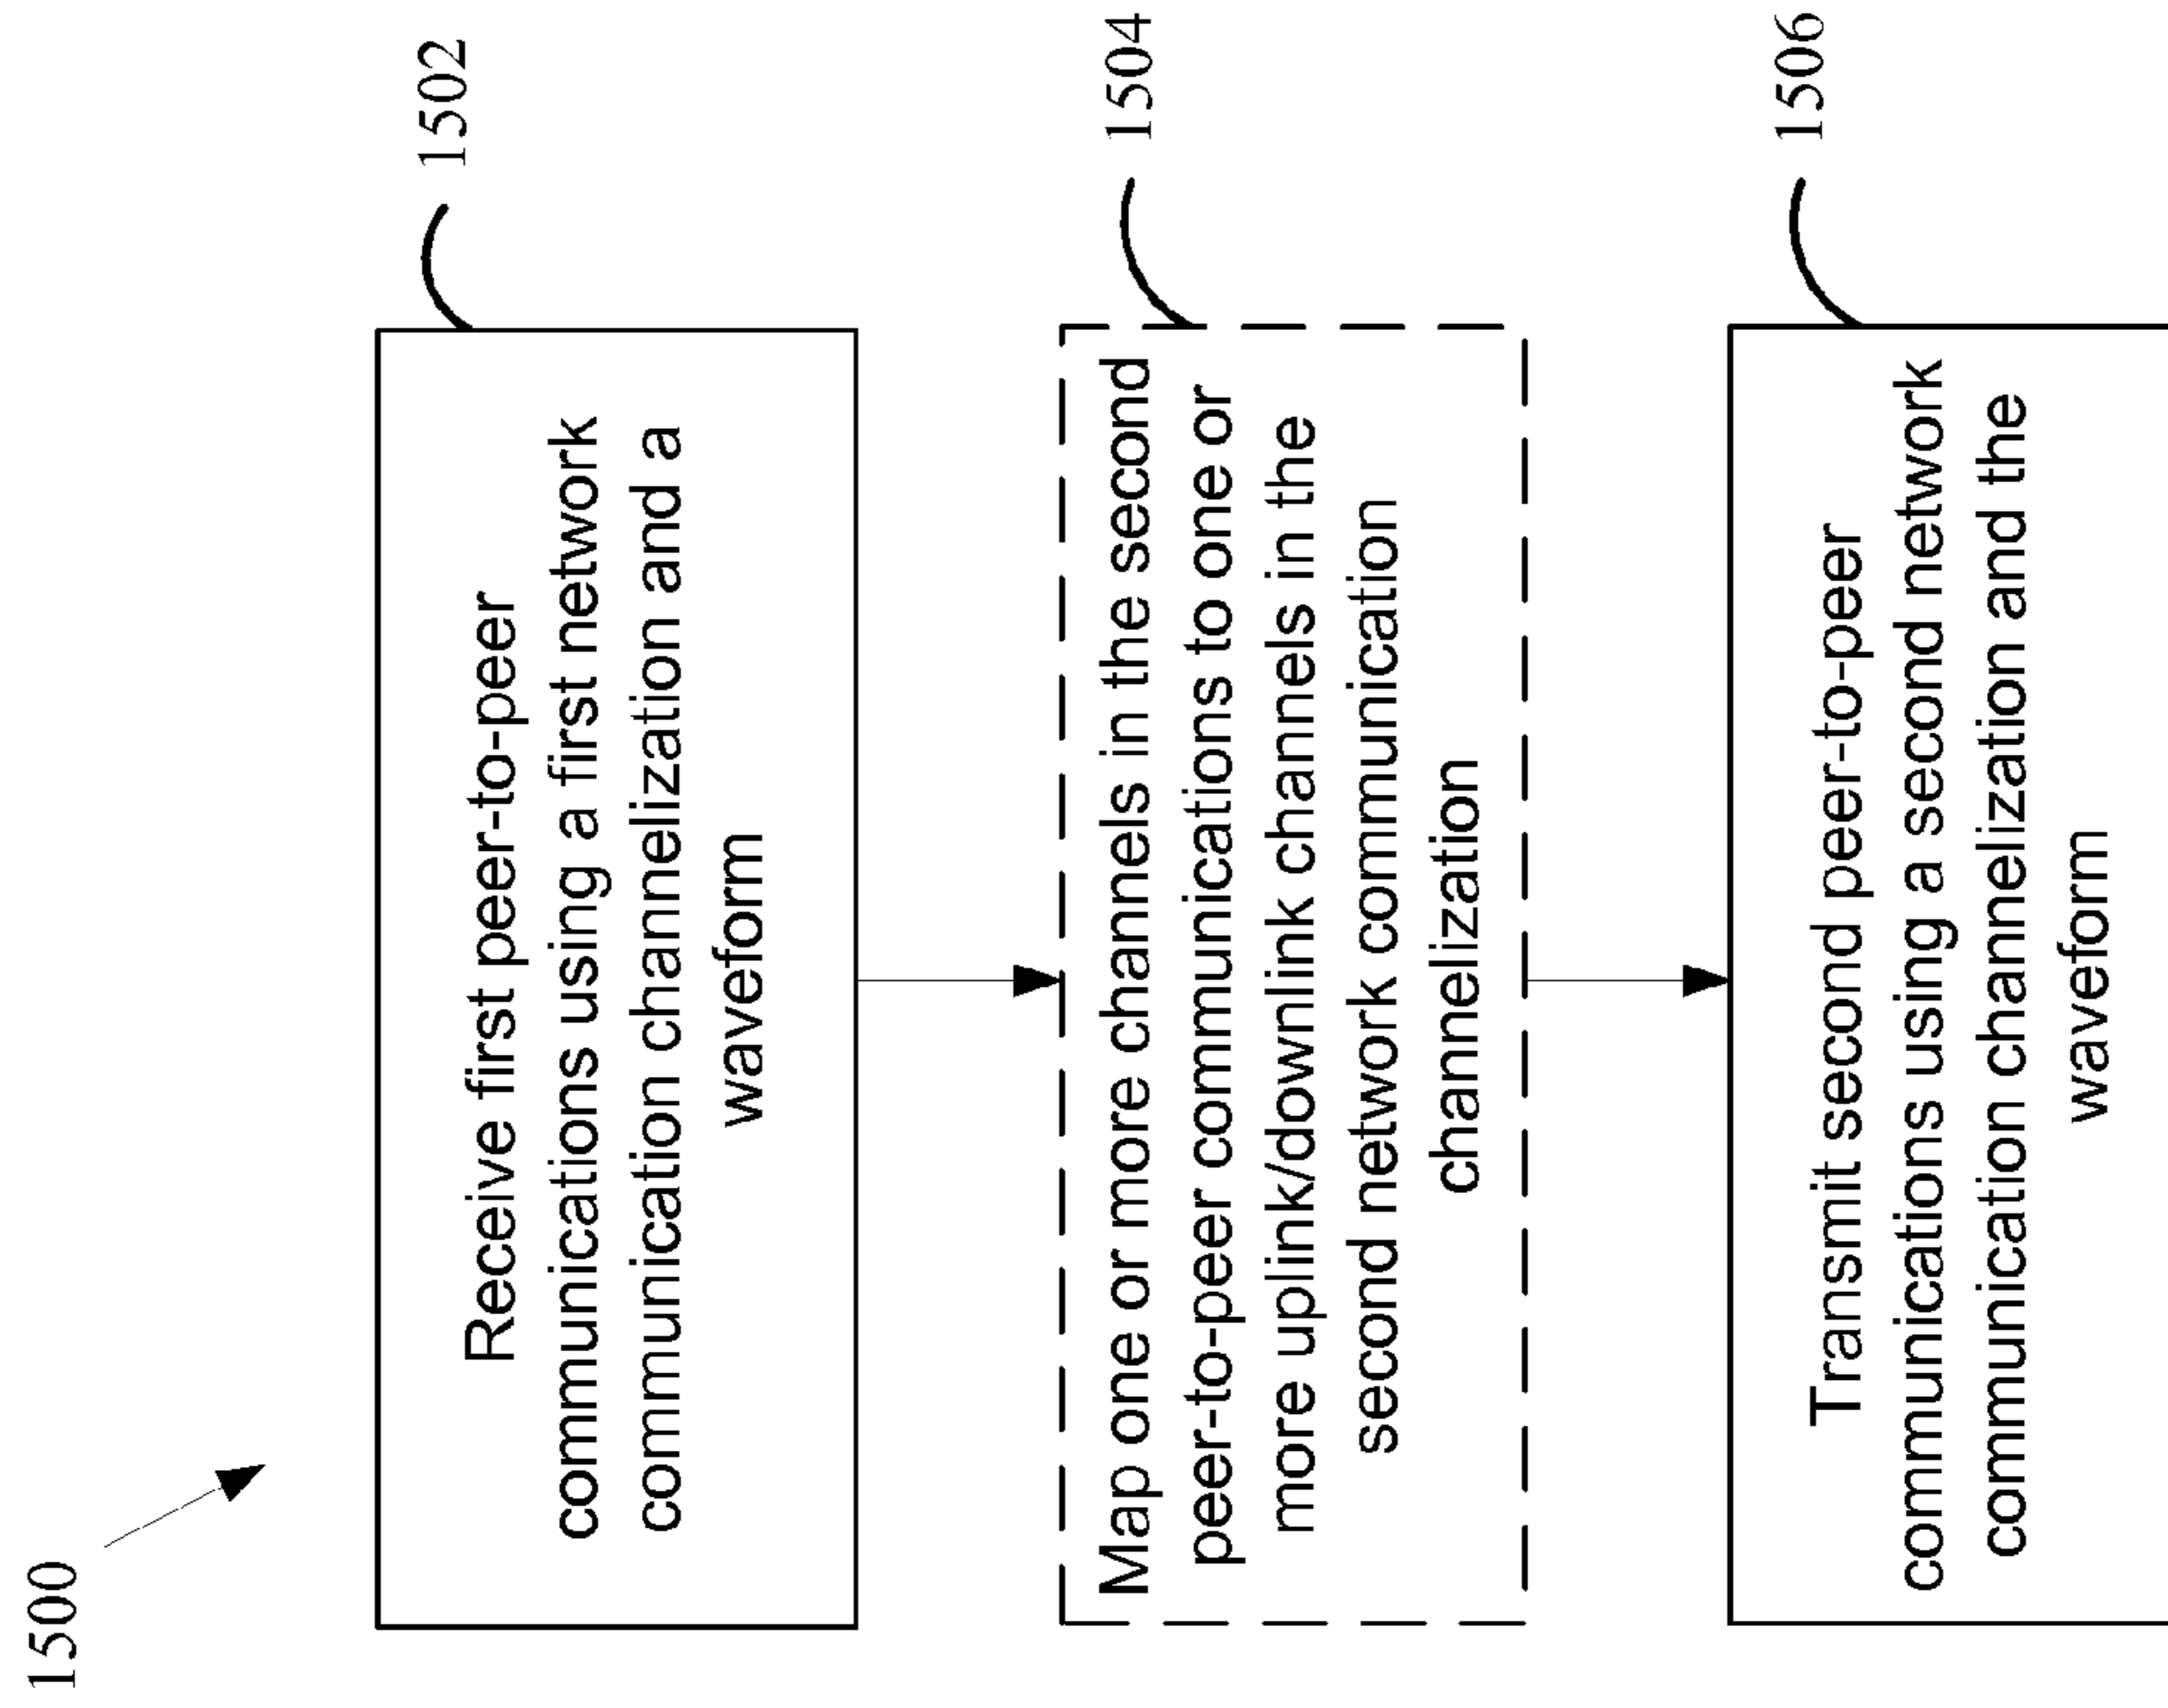 1500
Receive first peer-to-peer
communications using a first network
communication channelization and a
waveform
1502
Map one or more channels in the second
peer-to-peer communications to one or
more uplink/downlink channels in the
second network communication
channelization
1504
Transmit second peer-to-peer
communications using a second network
communication channelization and the
waveform
1506